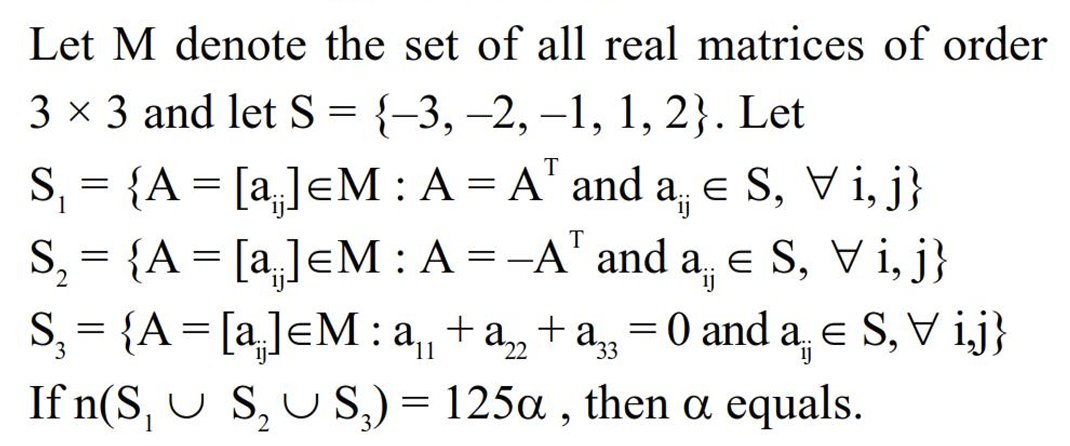 Let M denote the set of all real matrices of order
3 × 3 and let S = {–3, –2, –1, 1, 2}. Let
S₁ = {A = [aᵢⱼ]∈M : A = Aᵀ and aᵢⱼ ∈ S, ∀ i, j}
S₂ = {A = [aᵢⱼ]∈M : A = –Aᵀ and aᵢⱼ ∈ S, ∀ i, j}
S₃ = {A = [aᵢⱼ]∈M : a₁₁ + a₂₂ + a₃₃ = 0 and aᵢⱼ ∈ S, ∀ i,j}
If n(S₁ ∪ S₂ ∪ S₃) = 125α , then α equals.